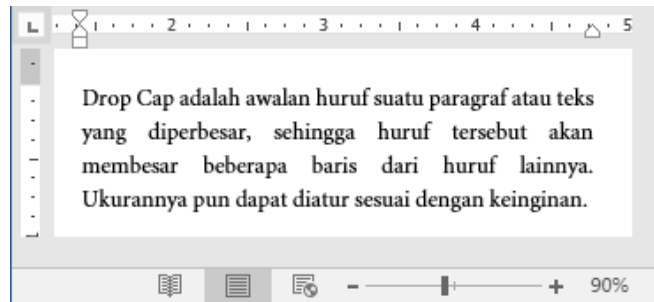 L 2 3 4 5
Drop Cap adalah awalan huruf suatu paragraf atau teks
yang diperbesar, sehingga huruf tersebut akan
membesar beberapa baris dari huruf lainnya.
Ukurannya pun dapat diatur sesuai dengan keinginan.
90%